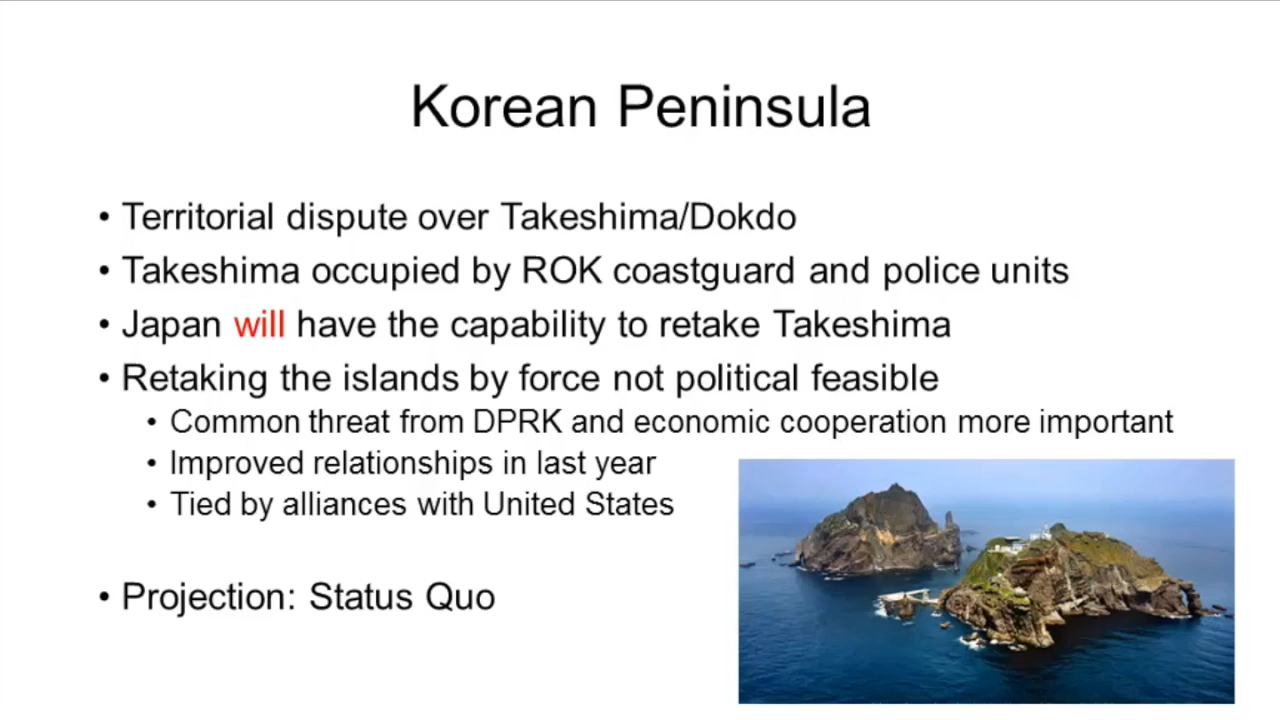 Korean Peninsula
• Territorial dispute over Takeshima/Dokdo
• Takeshima occupied by ROK coastguard and police units
• Japan will have the capability to retake Takeshima
• Retaking the islands by force not political feasible
• Common threat from DPRK and economic cooperation more important
• Improved relationships in last year
• Tied by alliances with United States
• Projection: Status Quo